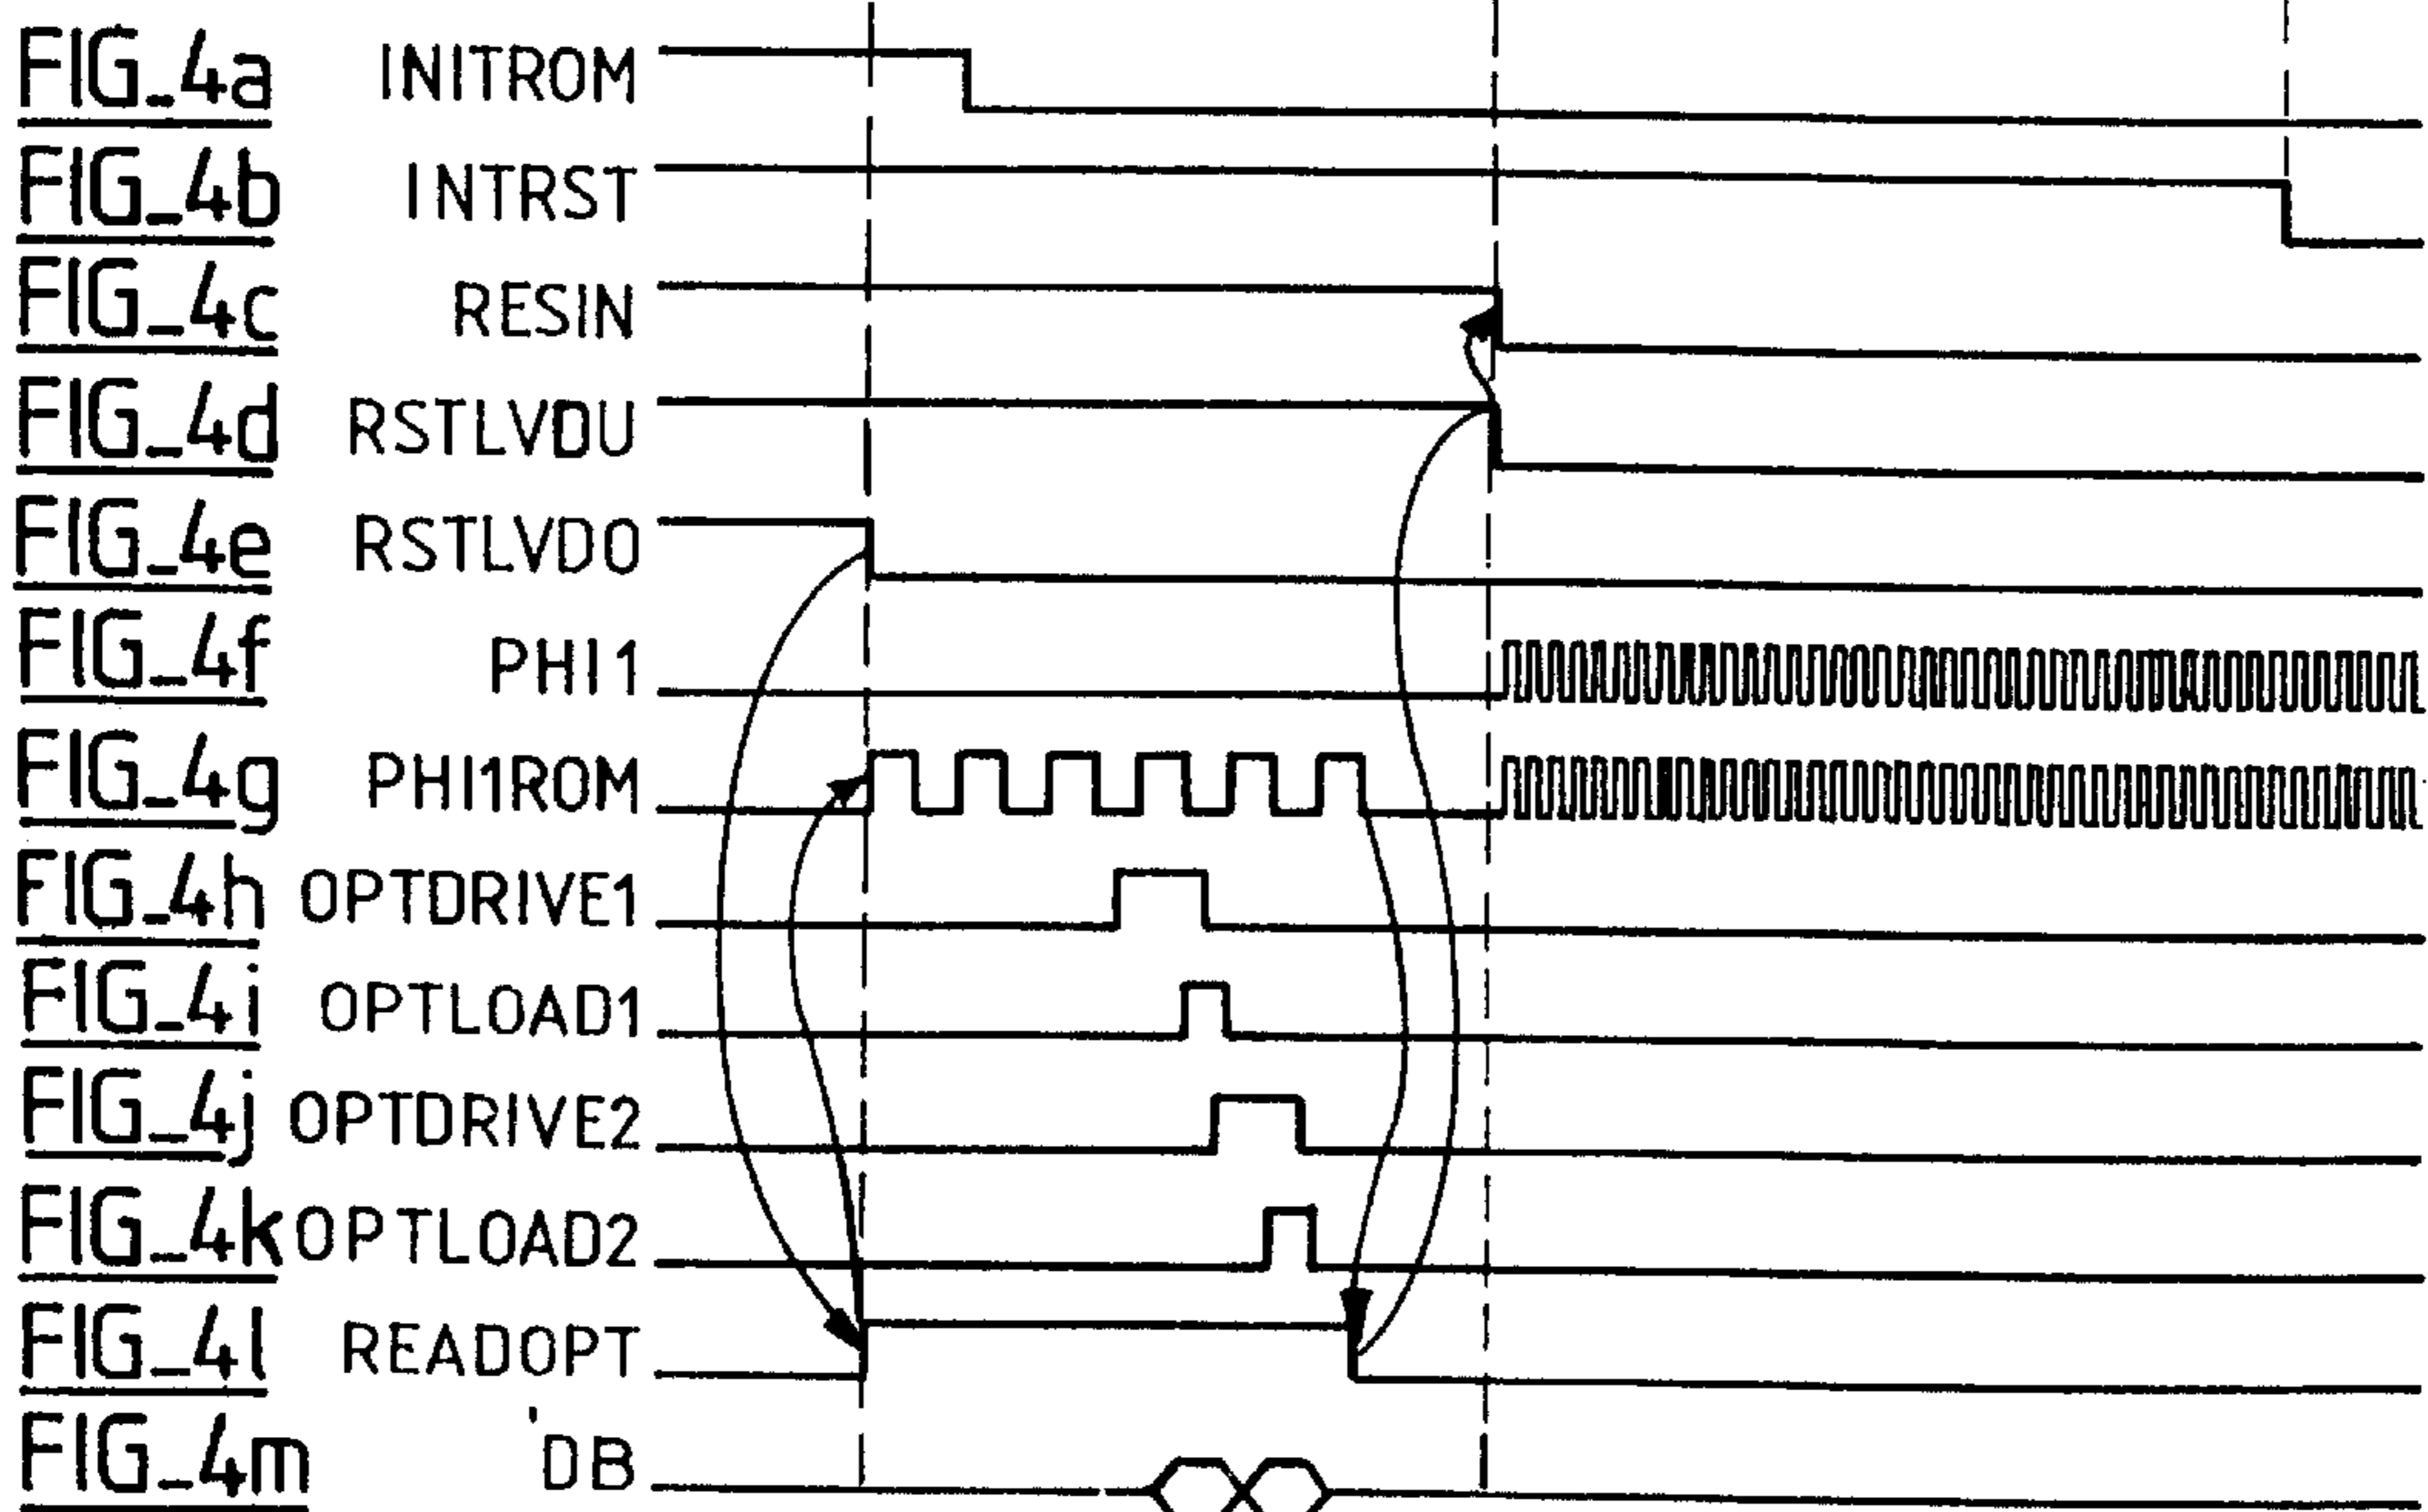 FIG_4a INITROM
FIG_4b INTRST
FIG_4c RESIN
FIG_4d RSTLVDU
FIG_4e RSTLVDO
FIG_4f PHI1
FIG_4g PHI1ROM
FIG_4h OPTDRIVE1
FIG_4i OPTLOAD1
FIG_4j OPTDRIVE2
FIG_4k OPTLOAD2
FIG_4l READOPT
FIG_4m DB